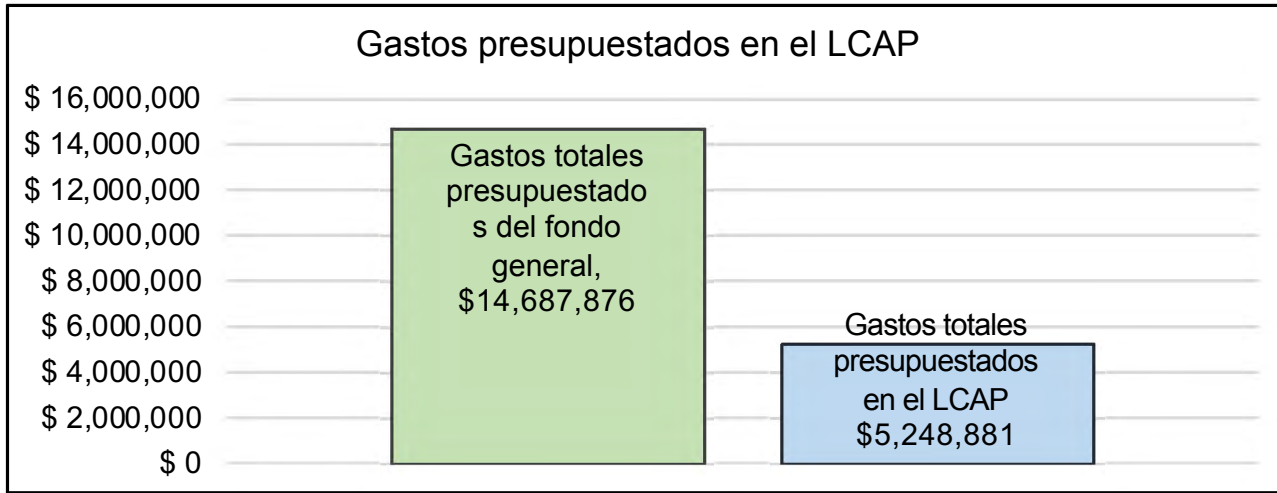 Gastos presupuestados en el LCAP
$ 16,000,000
$ 14,000,000
$ 12,000,000
$ 10,000,000
$ 8,000,000
$ 6,000,000
$ 4,000,000
$ 2,000,000
$ 0
Gastos totales
presupuestado
s del fondo
general,
$14,687,876
Gastos totales
presupuestados
en el LCAP
$5,248,881